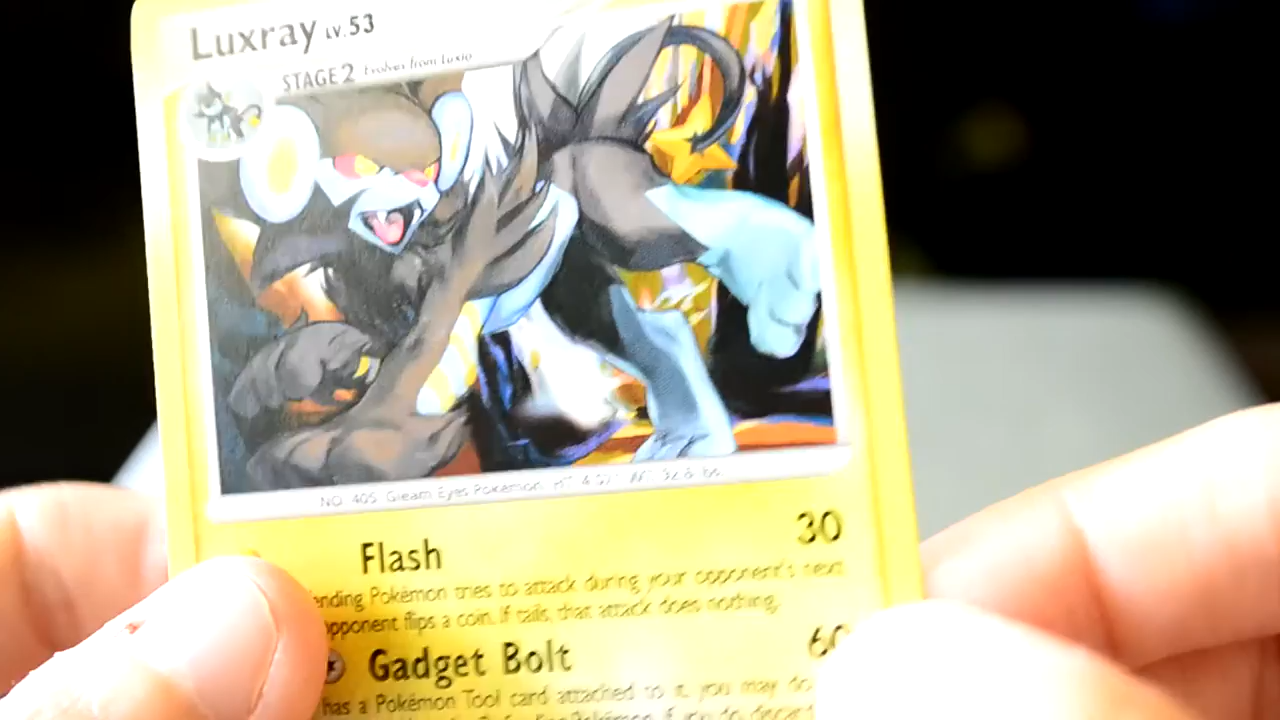 Luxray LV.53
STAGE 2 Evolves from Luxio
NO. 405 Gleam Eyes Pokémon
Flash 30
ending Pokémon tries to attack during your opponent's next
opponent flips a coin. If tails, that attack does nothing.
Gadget Bolt 60
has a Pokémon Tool card attached to it, you may do